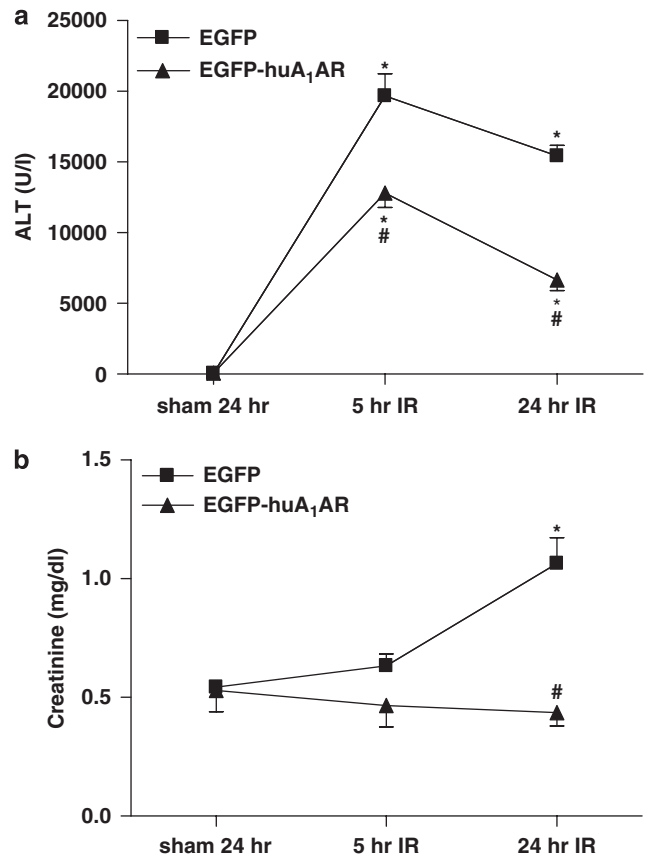 a
25000
EGFP
EGFP-huA₁AR
20000
15000
10000
5000
0
ALT (U/l)
*
*
*
#
*
#
sham 24 hr 5 hr IR 24 hr IR
b
1.5
EGFP
EGFP-huA₁AR
1.0
0.5
0.0
Creatinine (mg/dl)
*
#
sham 24 hr 5 hr IR 24 hr IR